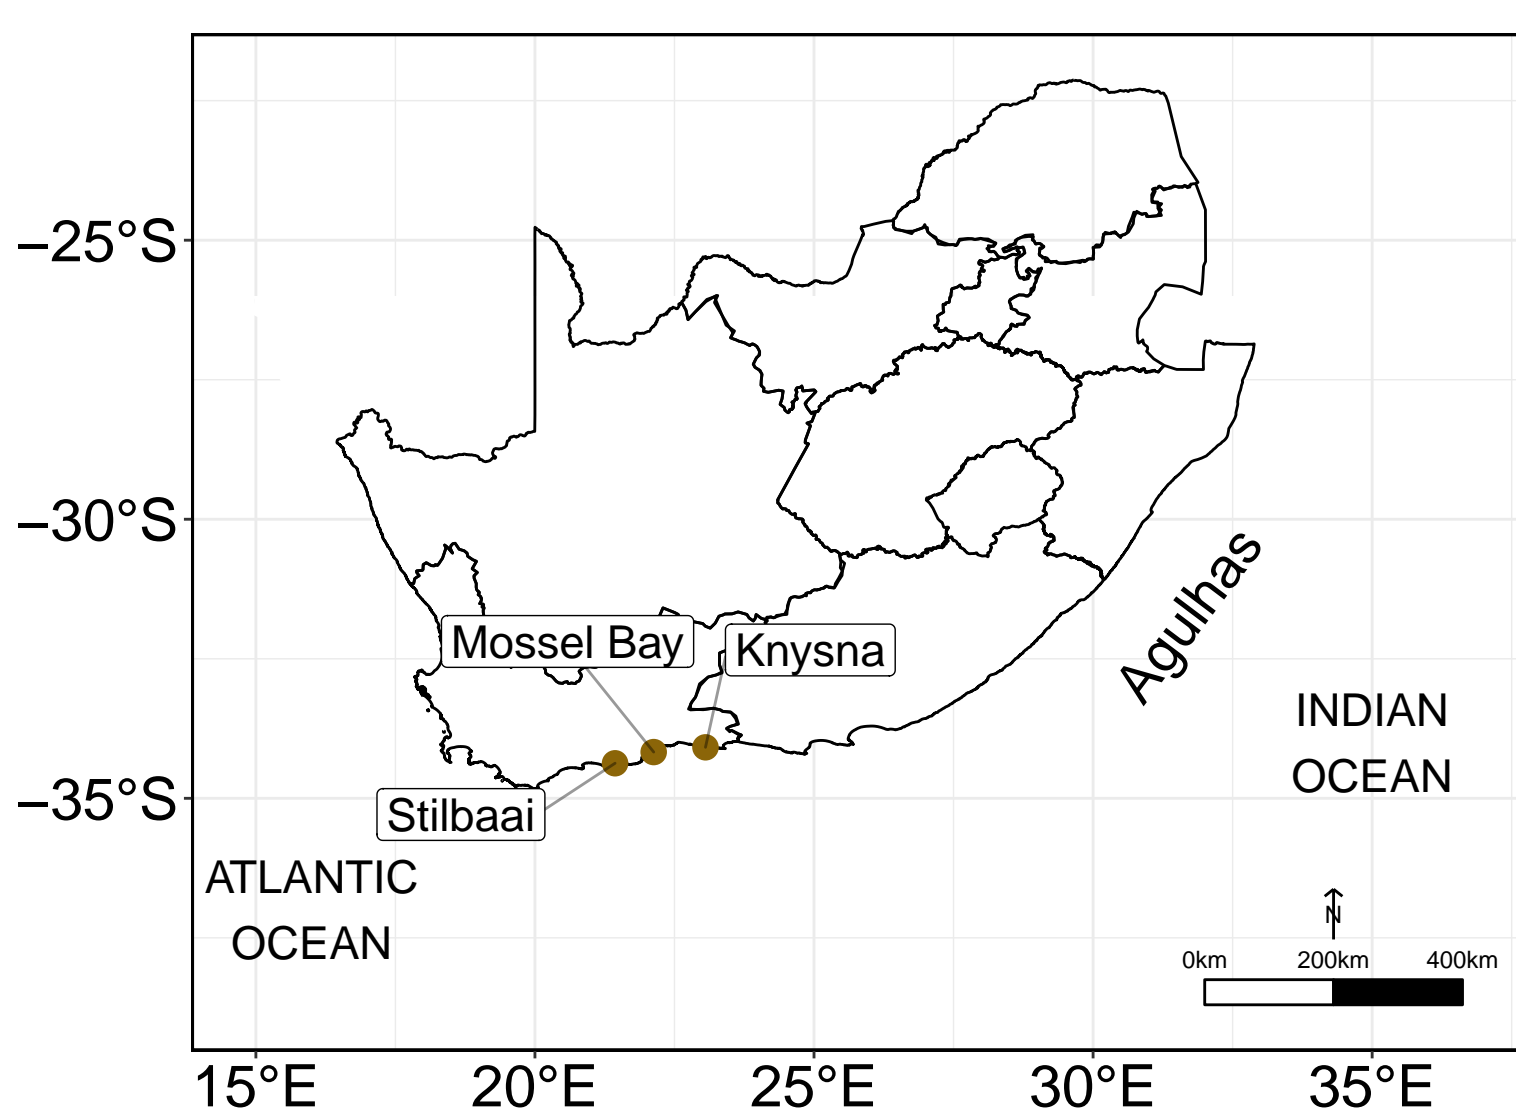 −25°S
−30°S
−35°S
Mossel Bay
Knysna
Stilbaai
Agulhas
INDIAN
OCEAN
ATLANTIC
OCEAN
N
0km 200km 400km
15°E 20°E 25°E 30°E 35°E